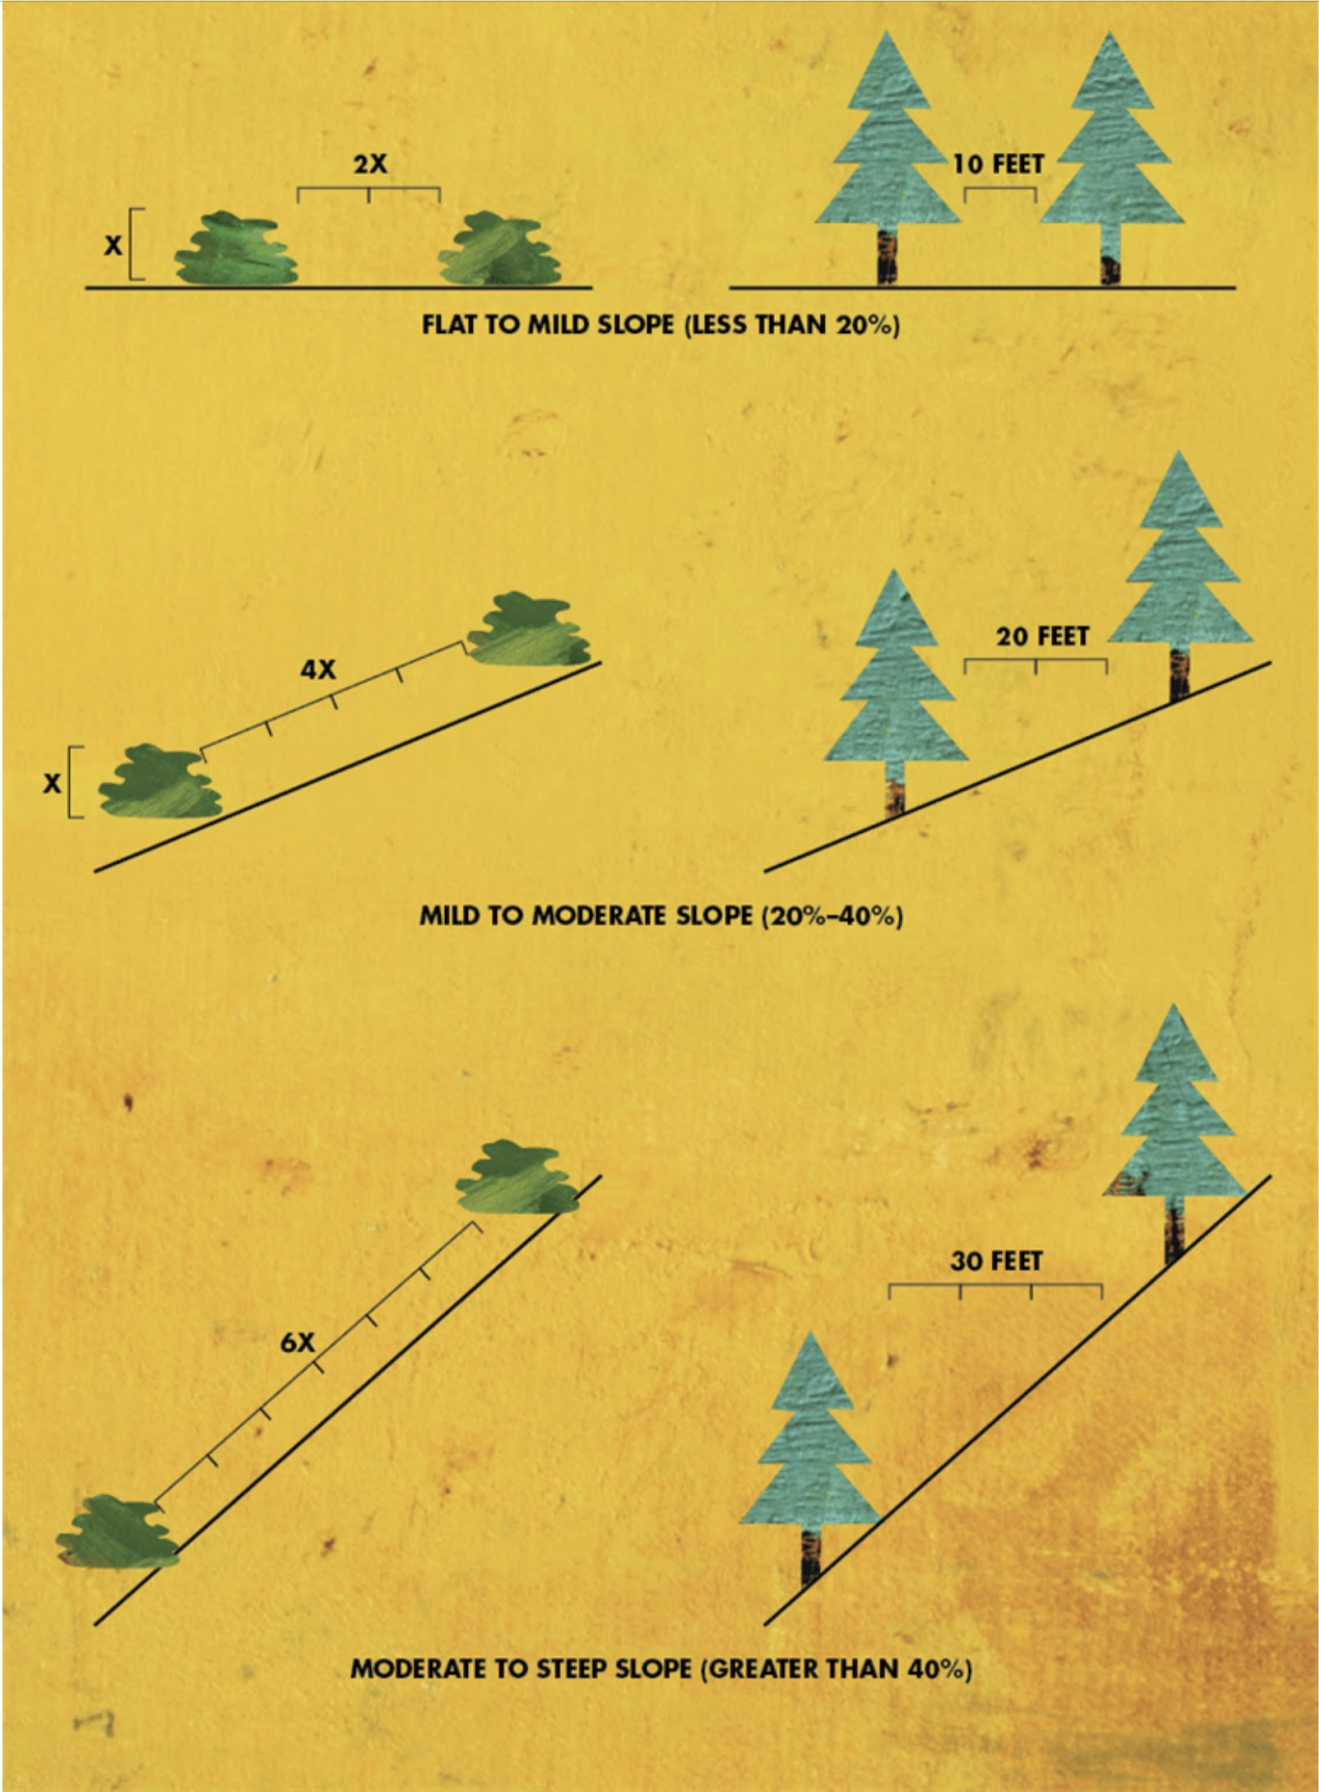 2X
X
10 FEET
FLAT TO MILD SLOPE (LESS THAN 20%)
4X
X
20 FEET
MILD TO MODERATE SLOPE (20%–40%)
6X
30 FEET
MODERATE TO STEEP SLOPE (GREATER THAN 40%)